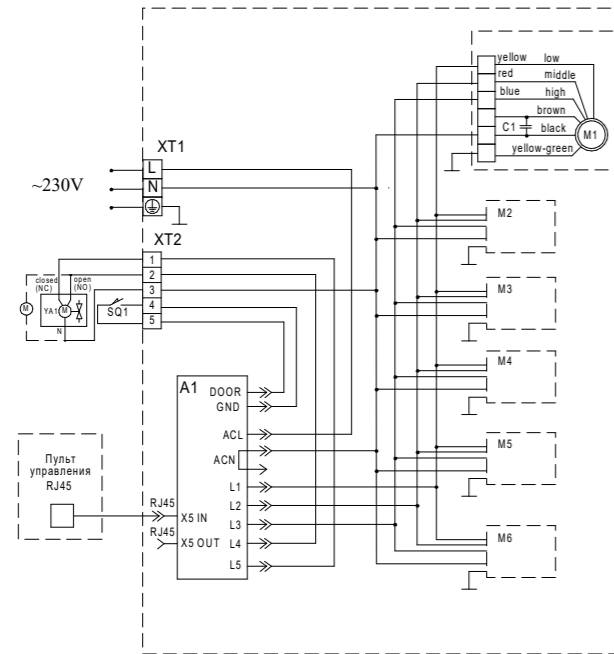 yellow low
red middle
blue high
brown
C1 black
M1
yellow-green
XT1
L
N
~230V
XT2
1
2
3
4
5
closed
(NC)
open
(NO)
M
YA1
M
N
SQ1
M2
M3
M4
M5
M6
A1
DOOR
GND
ACL
ACN
L1
L2
L3
L4
L5
Пульт
управления
RJ45
RJ45
X5 IN
RJ45
X5 OUT